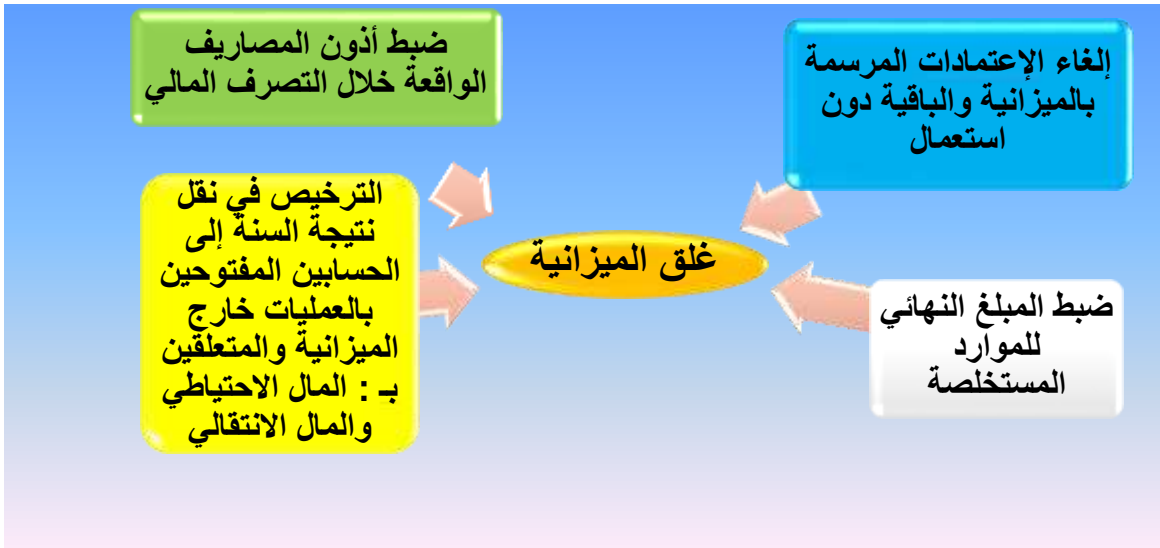 ضبط أذون المصاريف
الواقعة خلال التصرف المالي
إلغاء الإعتمادات المرسمة
بالميزانية والباقية دون
استعمال
الترخيص في نقل
نتيجة السنة إلى
الحسابين المفتوحين
بالعمليات خارج
الميزانية والمتعلقين
بـ : المال الاحتياطي
والمال الانتقالي
غلق الميزانية
ضبط المبلغ النهائي
للموارد
المستخلصة